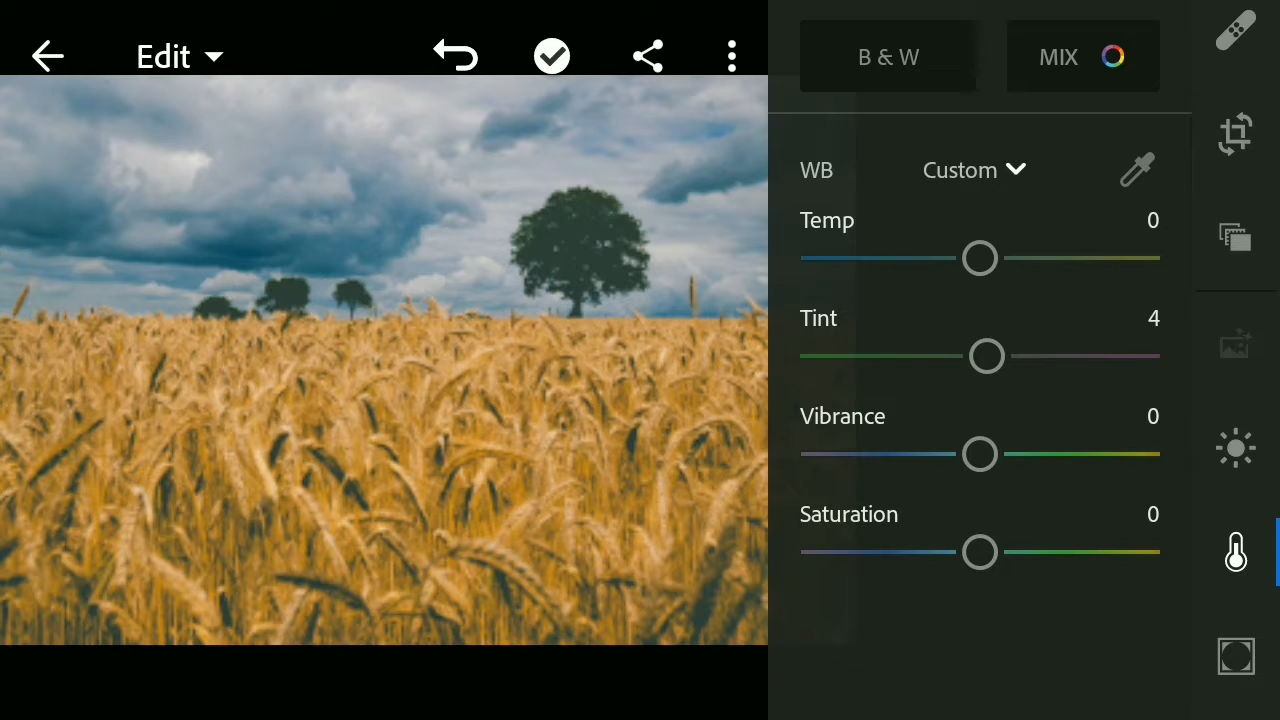 Edit
B & W
MIX
WB
Custom
Temp
0
Tint
4
Vibrance
0
Saturation
0